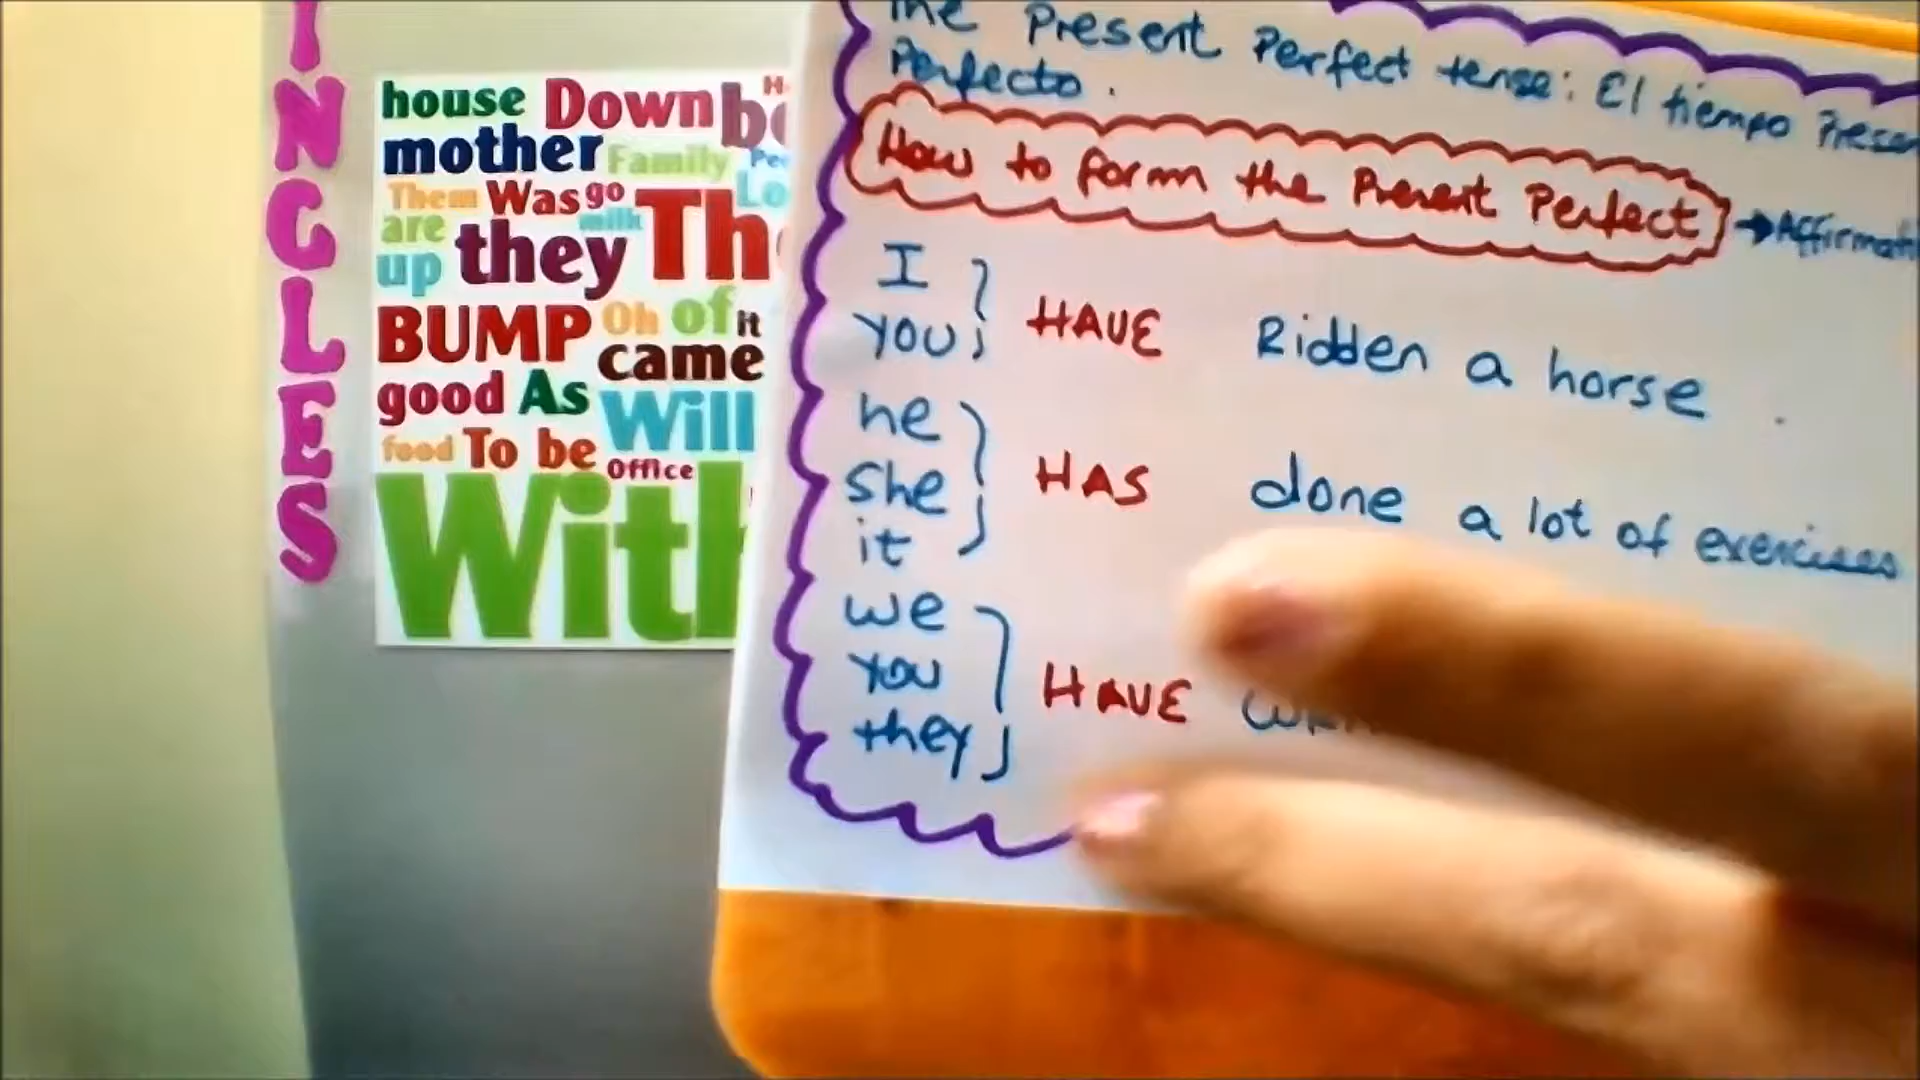 INGLES
house Down
mother Family
Them Was go
are milk
up they
BUMP Oh of it
came
good As Will
food To be Office
With
The Present Perfect tense: El tiempo
Perfecto.
How to form the Present Perfect
I
YOU HAVE Ridden a horse
he
she HAS done a lot of exercises
it
we
You HAVE
they